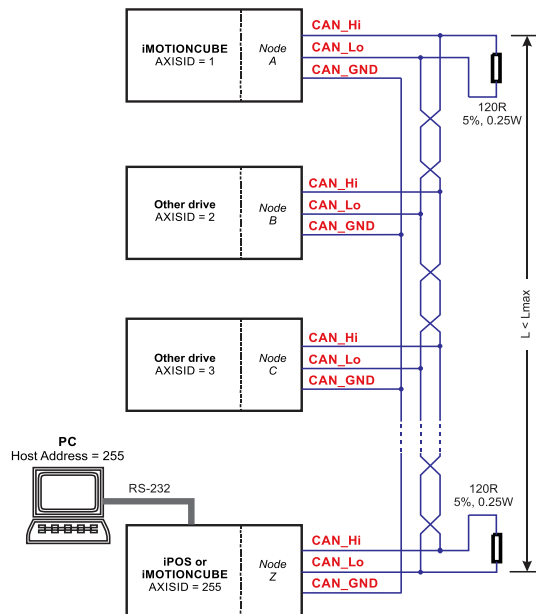 iMOTIONCUBE
AXISID = 1
Node
A
CAN_Hi
CAN_Lo
CAN_GND
120R
5%, 0.25W
Other drive
AXISID = 2
Node
B
CAN_Hi
CAN_Lo
CAN_GND
L < Lmax
Other drive
AXISID = 3
Node
C
CAN_Hi
CAN_Lo
CAN_GND
PC
Host Address = 255
RS-232
iPOS or
iMOTIONCUBE
AXISID = 255
Node
Z
CAN_Hi
CAN_Lo
CAN_GND
120R
5%, 0.25W